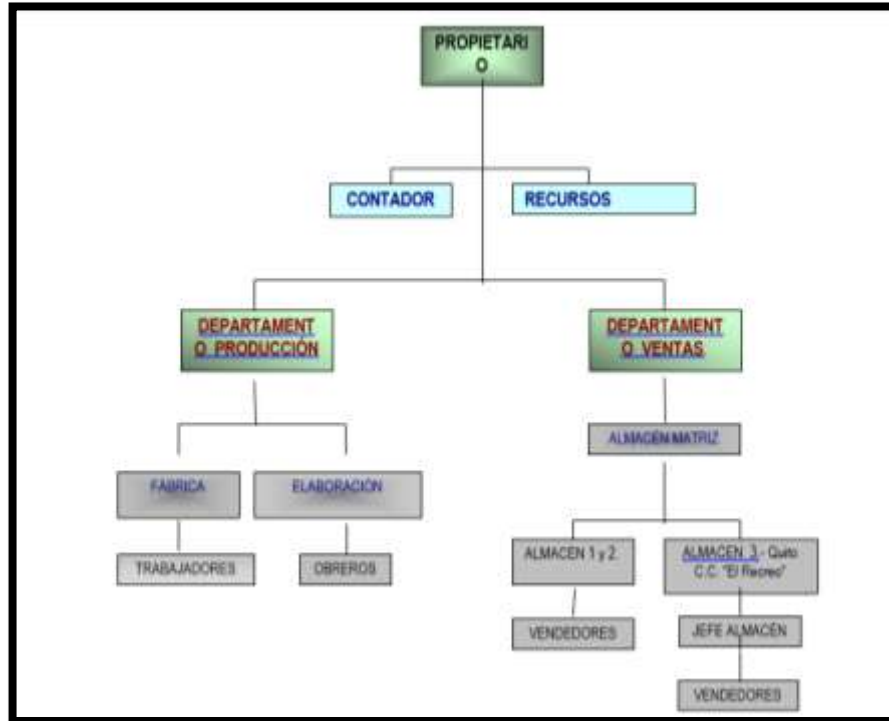 PROPIETARI
O
CONTADOR
RECURSOS
DEPARTAMENT
O PRODUCCIÓN
DEPARTAMENT
O VENTAS
ALMACÉN MATRIZ
FÁBRICA
ELABORACIÓN
TRABAJADORES
OBREROS
ALMACEN 1 y 2.
ALMACEN 3.- Quito
C.C. "El Recreo"
VENDEDORES
JEFE ALMACÉN
VENDEDORES